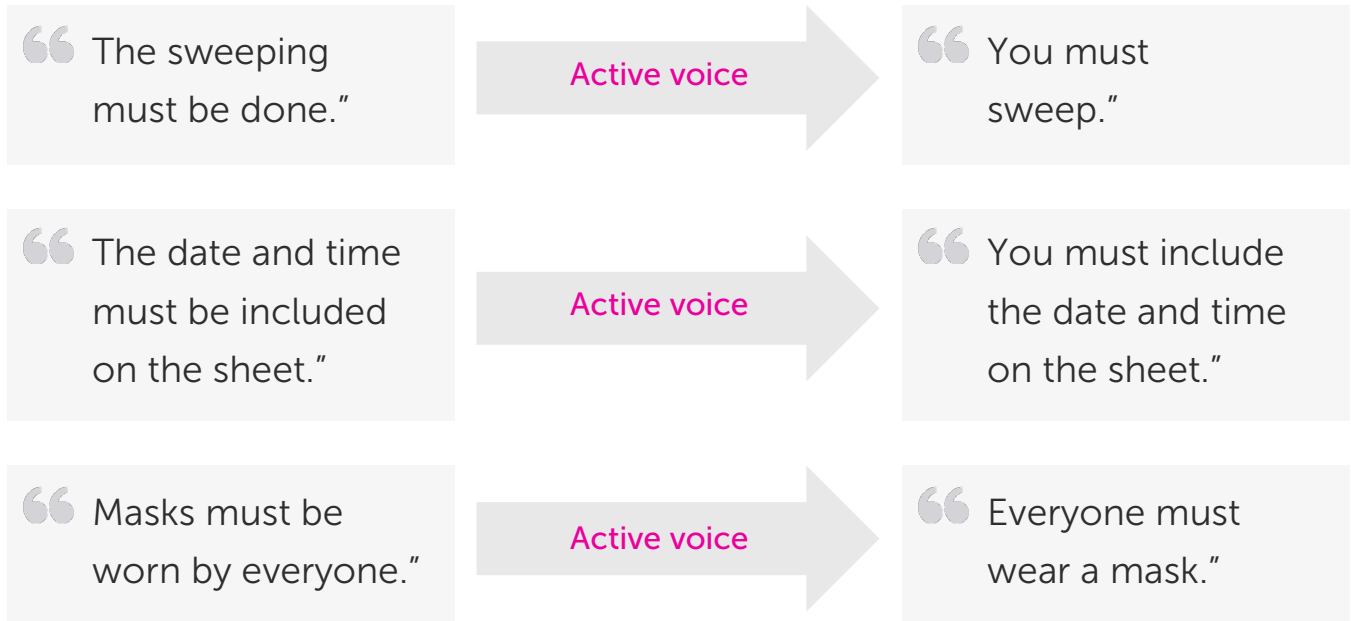 “ The sweeping
must be done.”
Active voice
“ You must
sweep.”
“ The date and time
must be included
on the sheet.”
Active voice
“ You must include
the date and time
on the sheet.”
“ Masks must be
worn by everyone.”
Active voice
“ Everyone must
wear a mask.”